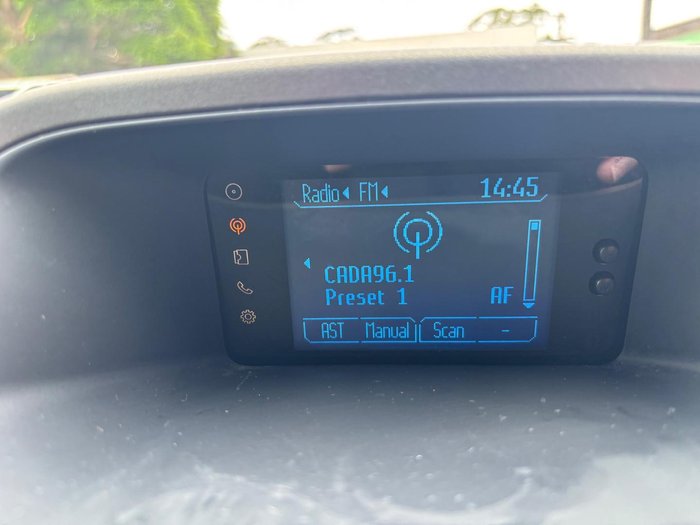 Radio FM 14:45
CADA96.1
Preset 1 AF
AST Manual Scan -